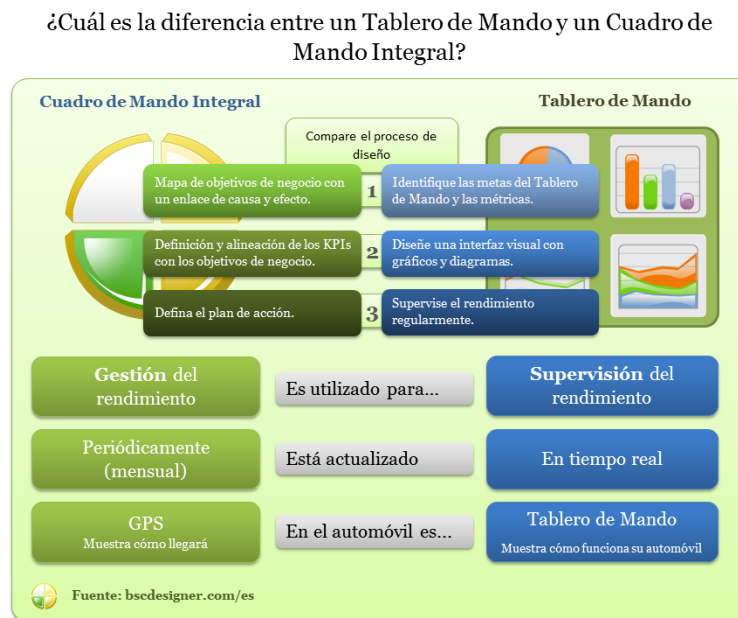 ¿Cuál es la diferencia entre un Tablero de Mando y un Cuadro de
Mando Integral?
Cuadro de Mando Integral
Tablero de Mando
Compare el proceso de
diseño
Mapa de objetivos de negocio con
un enlace de causa y efecto.
1
Identifique las metas del Tablero
de Mando y las métricas.
Definición y alineación de los KPIs
con los objetivos de negocio.
2
Diseñe una interfaz visual con
gráficos y diagramas.
Defina el plan de acción.
3
Supervise el rendimiento
regularmente.
Gestión del
rendimiento
Es utilizado para...
Supervisión del
rendimiento
Periódicamente
(mensual)
Está actualizado
En tiempo real
GPS
Muestra cómo llegará
En el automóvil es...
Tablero de Mando
Muestra cómo funciona su automóvil
Fuente: bscdesigner.com/es